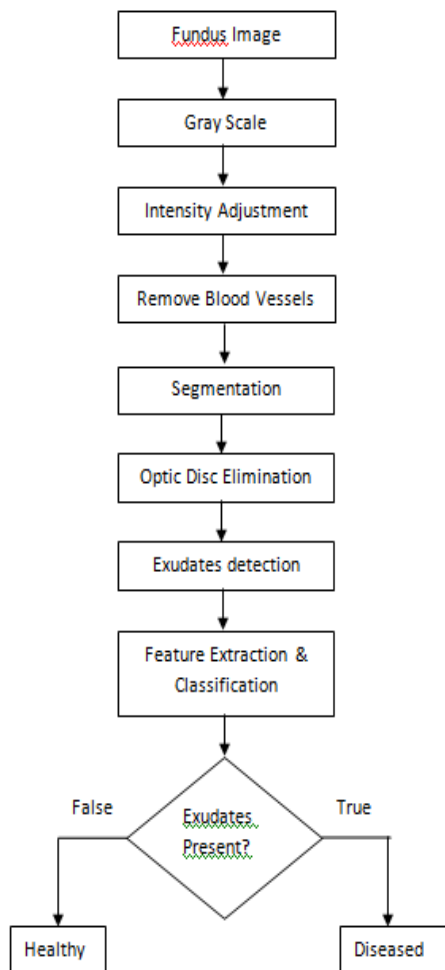 Fundus Image
Gray Scale
Intensity Adjustment
Remove Blood Vessels
Segmentation
Optic Disc Elimination
Exudates detection
Feature Extraction &
Classification
False
True
Exudates
Present?
Healthy
Diseased